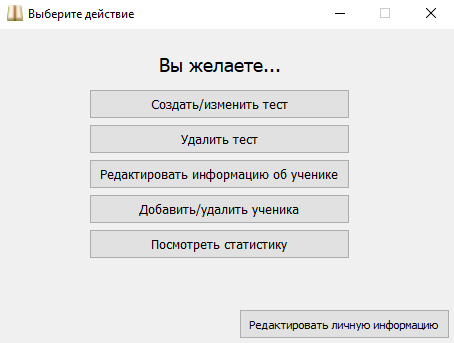 Выберите действие
Вы желаете...
Создать/изменить тест
Удалить тест
Редактировать информацию об ученике
Добавить/удалить ученика
Посмотреть статистику
Редактировать личную информацию